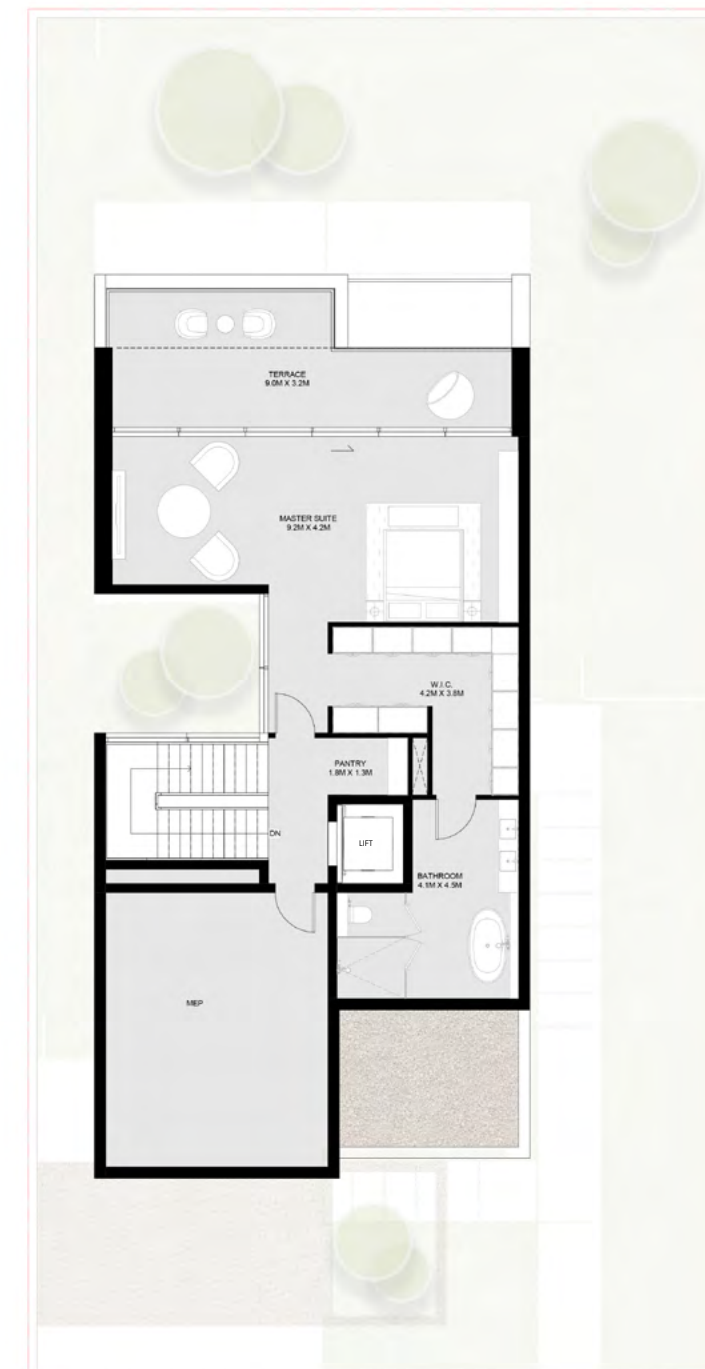 TERRACE
9.0M X 3.2M
MASTER SUITE
9.2M X 4.2M
W.I.C.
4.2M X 3.8M
PANTRY
1.8M X 1.3M
DN
LIFT
BATHROOM
4.1M X 4.5M
MEP